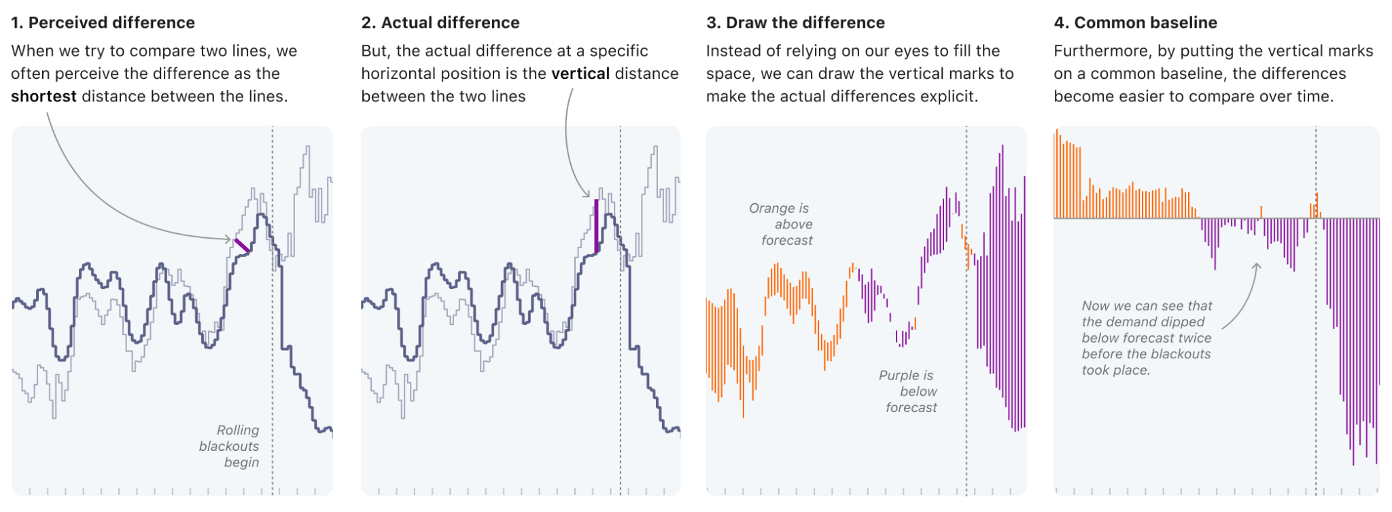 1. Perceived difference
When we try to compare two lines, we
often perceive the difference as the
shortest distance between the lines.
Rolling
blackouts
begin
2. Actual difference
But, the actual difference at a specific
horizontal position is the vertical distance
between the two lines
3. Draw the difference
Instead of relying on our eyes to fill the
space, we can draw the vertical marks to
make the actual differences explicit.
Orange is
above
forecast
Purple is
below
forecast
4. Common baseline
Furthermore, by putting the vertical marks
on a common baseline, the differences
become easier to compare over time.
Now we can see that
the demand dipped
below forecast twice
before the blackouts
took place.